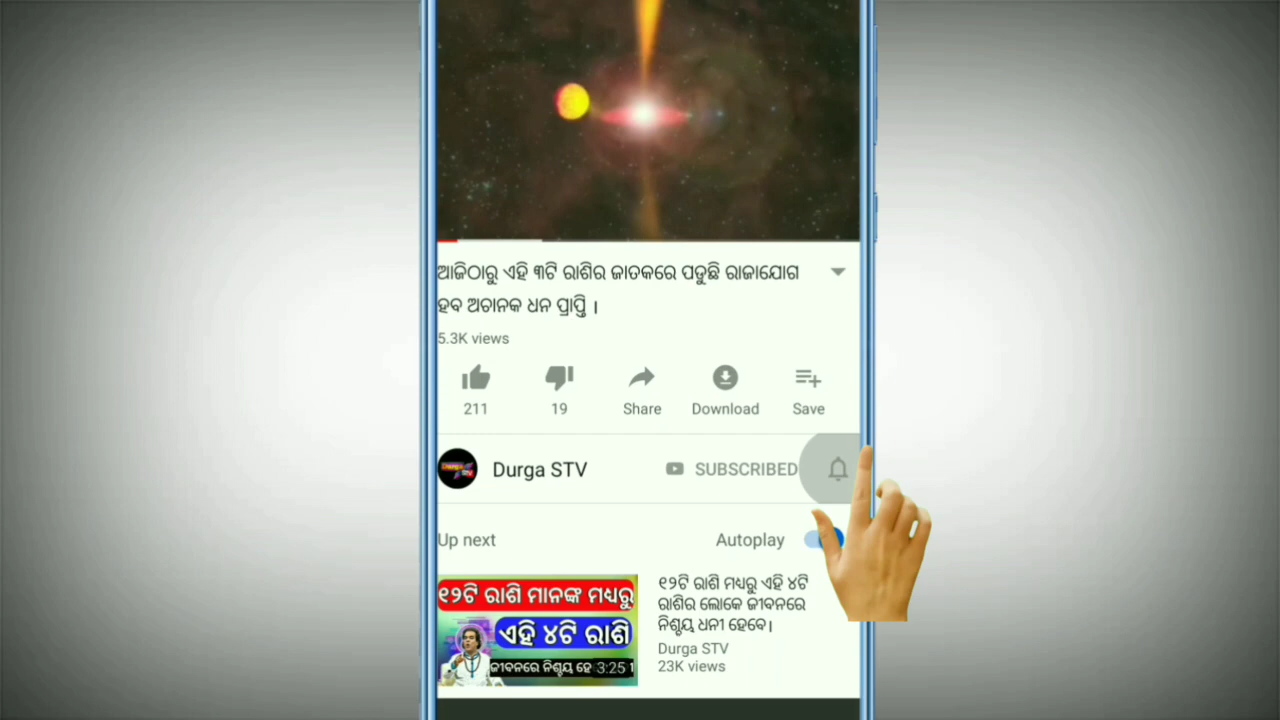 ଆଜିଠାରୁ ଏହି ୩ଟି ରାଶିର ଜାତକରେ ପଡୁଛି ରାଜାଯୋଗ
ହବ ଅଚାନକ ଧନ ପ୍ରାପ୍ତି ।
5.3K views
211
19
Share
Download
Save
Durga STV
SUBSCRIBED
Up next
Autoplay
୧୨ଟି ରାଶି ମାନଙ୍କ ମଧ୍ୟରୁ
ଏହି ୪ଟି ରାଶି
ଜୀବନରେ ନିଶ୍ଚୟ ହେ
3:25
୧୨ଟି ରାଶି ମଧ୍ୟରୁ ଏହି ୪ଟି
ରାଶିର ଲୋକେ ଜୀବନରେ
ନିଶ୍ଚୟ ଧନୀ ହେବେ।
Durga STV
23K views